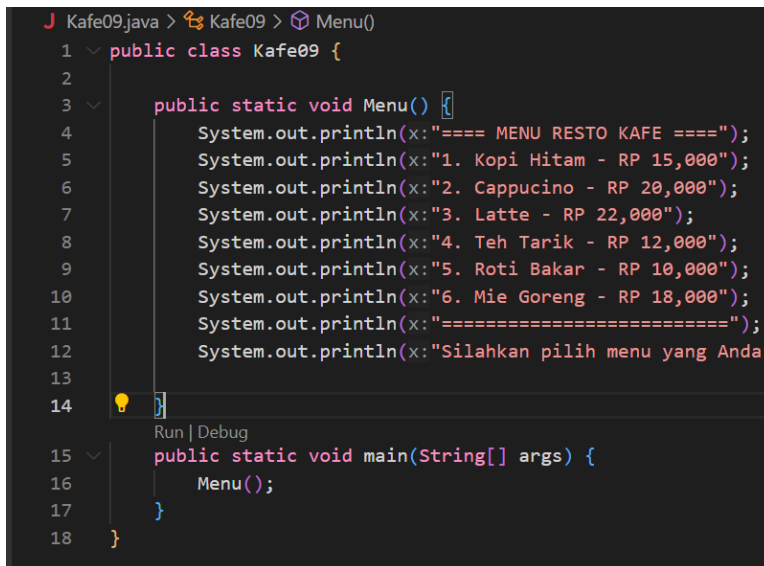 J Kafe09.java > Kafe09 > Menu()
1 public class Kafe09 {
2
3 public static void Menu() {
4 System.out.println(x:"==== MENU RESTO KAFE ====");
5 System.out.println(x:"1. Kopi Hitam - RP 15,000");
6 System.out.println(x:"2. Cappucino - RP 20,000");
7 System.out.println(x:"3. Latte - RP 22,000");
8 System.out.println(x:"4. Teh Tarik - RP 12,000");
9 System.out.println(x:"5. Roti Bakar - RP 10,000");
10 System.out.println(x:"6. Mie Goreng - RP 18,000");
11 System.out.println(x:"==========================");
12 System.out.println(x:"Silahkan pilih menu yang Anda
13
14 }
Run | Debug
15 public static void main(String[] args) {
16 Menu();
17 }
18 }